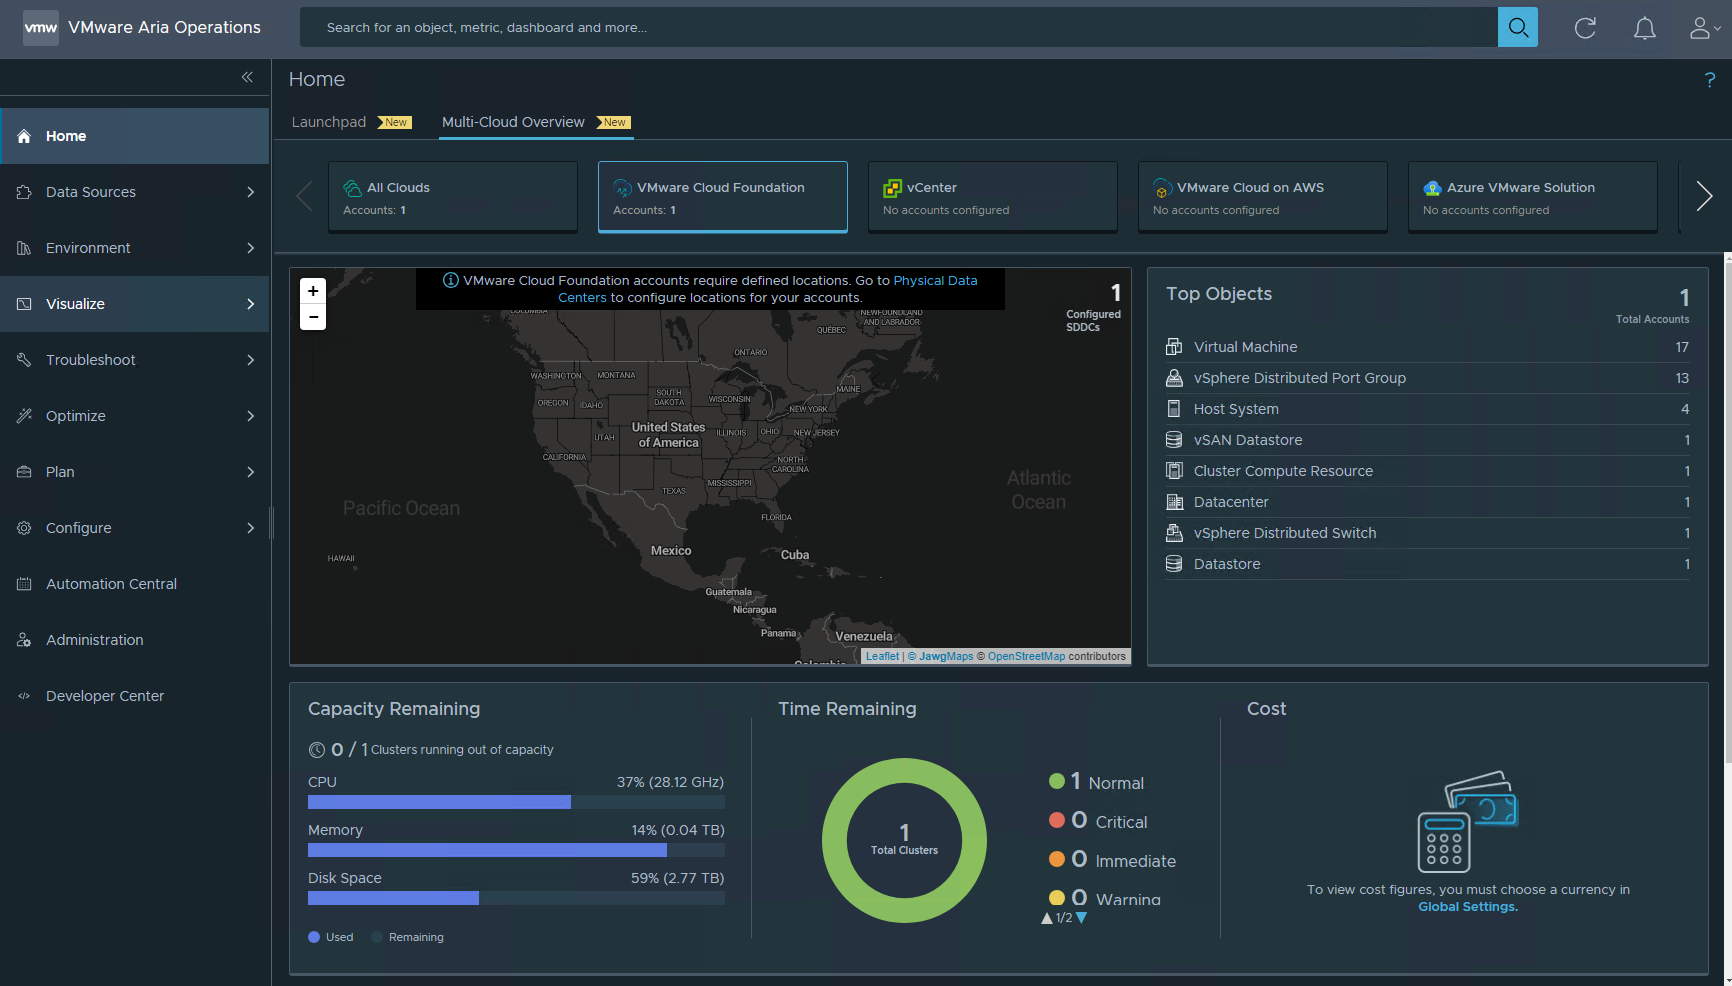 vmw VMware Aria Operations
Search for an object, metric, dashboard and more...
Home
Data Sources
Environment
Visualize
Troubleshoot
Optimize
Plan
Configure
Automation Central
Administration
Developer Center
Home
?
Launchpad New
Multi-Cloud Overview New
All Clouds
Accounts: 1
VMware Cloud Foundation
Accounts: 1
vCenter
No accounts configured
VMware Cloud on AWS
No accounts configured
Azure VMware Solution
No accounts configured
+
−
VMware Cloud Foundation accounts require defined locations. Go to Physical Data
Centers to configure locations for your accounts.
1
Configured
SDDCs
COLUMBIA
NEWFOUNDLAND
AND LABRADOR
QUÉBEC
ONTARIO
WASHINGTON
MONTANA
SOUTH
DAKOTA
WISCONSIN
MAINE
OREGON
IDAHO
NEW YORK
United States
of America
UTAH
ILLINOIS
OHIO
NEW JERSEY
CALIFORNIA
NORTH
CAROLINA
TEXAS
MISSISSIPPI
FLORIDA
Pacific Ocean
Atlantic
Ocean
HAWAII
Mexico
Cuba
Guatemala
Nicaragua
Panama
Venezuela
Colombia
Leaflet | © JawgMaps © OpenStreetMap contributors
Top Objects
1
Total Accounts
Virtual Machine 17
vSphere Distributed Port Group 13
Host System 4
vSAN Datastore 1
Cluster Compute Resource 1
Datacenter 1
vSphere Distributed Switch 1
Datastore 1
Capacity Remaining
0 / 1 Clusters running out of capacity
CPU 37% (28.12 GHz)
Memory 14% (0.04 TB)
Disk Space 59% (2.77 TB)
Used Remaining
Time Remaining
1
Total Clusters
1 Normal
0 Critical
0 Immediate
0 Warning
1/2
Cost
To view cost figures, you must choose a currency in
Global Settings.